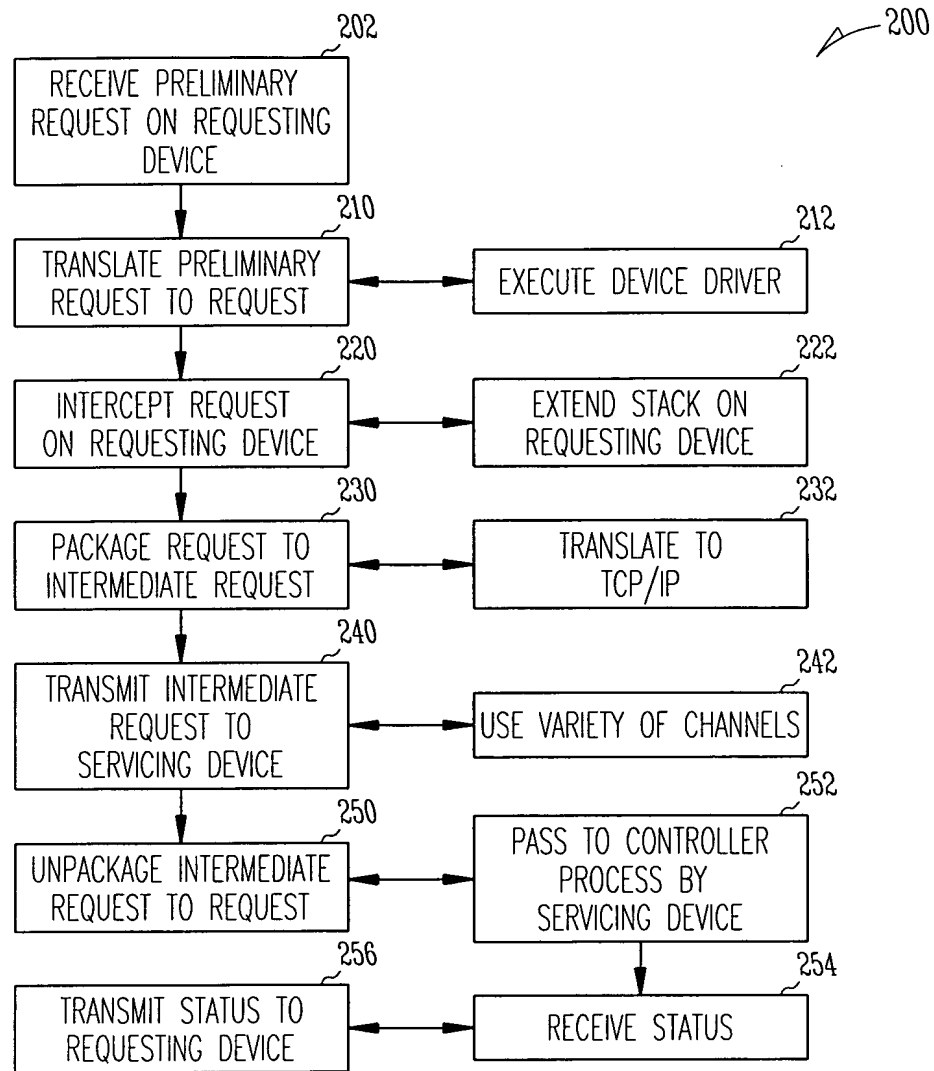 200
202
RECEIVE PRELIMINARY
REQUEST ON REQUESTING
DEVICE
210
TRANSLATE PRELIMINARY
REQUEST TO REQUEST
212
EXECUTE DEVICE DRIVER
220
INTERCEPT REQUEST
ON REQUESTING DEVICE
222
EXTEND STACK ON
REQUESTING DEVICE
230
PACKAGE REQUEST TO
INTERMEDIATE REQUEST
232
TRANSLATE TO
TCP/IP
240
TRANSMIT INTERMEDIATE
REQUEST TO
SERVICING DEVICE
242
USE VARIETY OF CHANNELS
250
UNPACKAGE INTERMEDIATE
REQUEST TO REQUEST
252
PASS TO CONTROLLER
PROCESS BY
SERVICING DEVICE
256
TRANSMIT STATUS TO
REQUESTING DEVICE
254
RECEIVE STATUS